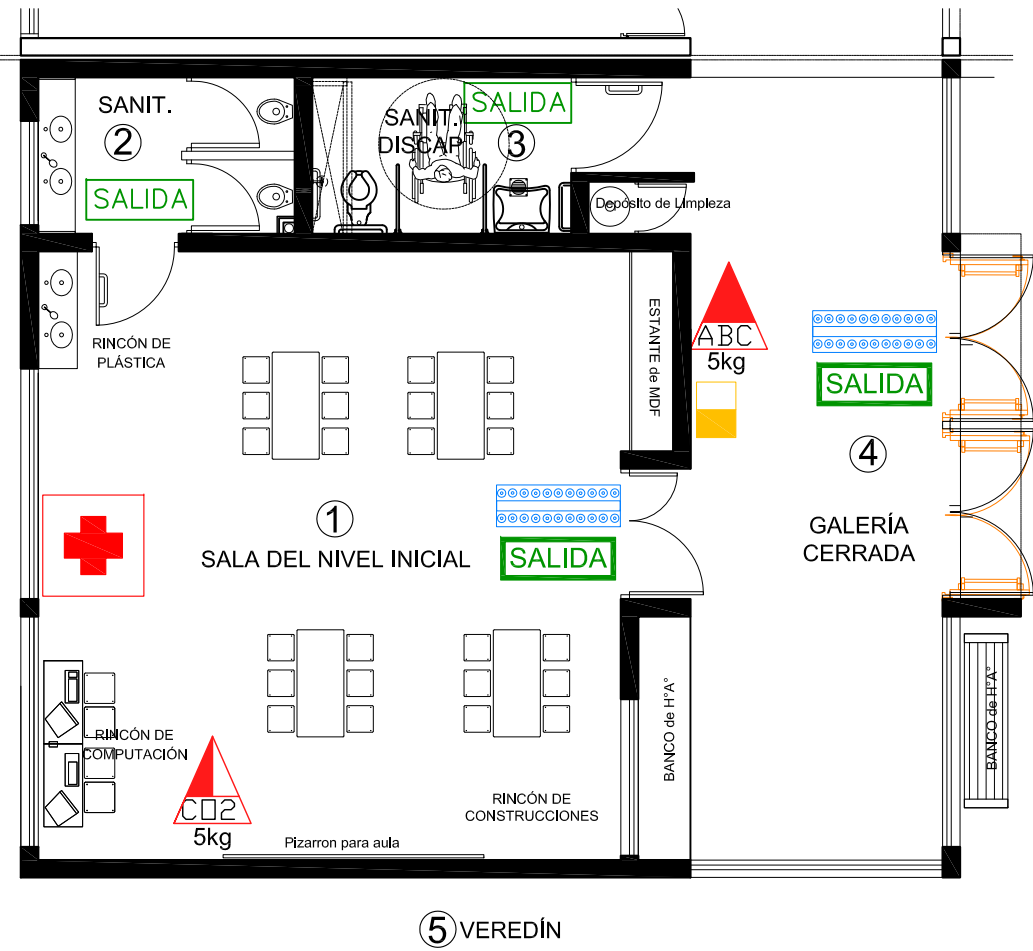 SANIT.
2
SALIDA
SALIDA
SANIT.
DISCAP.
3
Depósito de Limpieza
RINCÓN DE
PLÁSTICA
ESTANTE de MDF
ABC
5kg
SALIDA
4
GALERÍA
CERRADA
1
SALA DEL NIVEL INICIAL
SALIDA
RINCÓN DE
COMPUTACIÓN
CO2
5kg
Pizarron para aula
RINCÓN DE
CONSTRUCCIONES
BANCO de H°A°
BANCO de H°A°
5 VEREDÍN